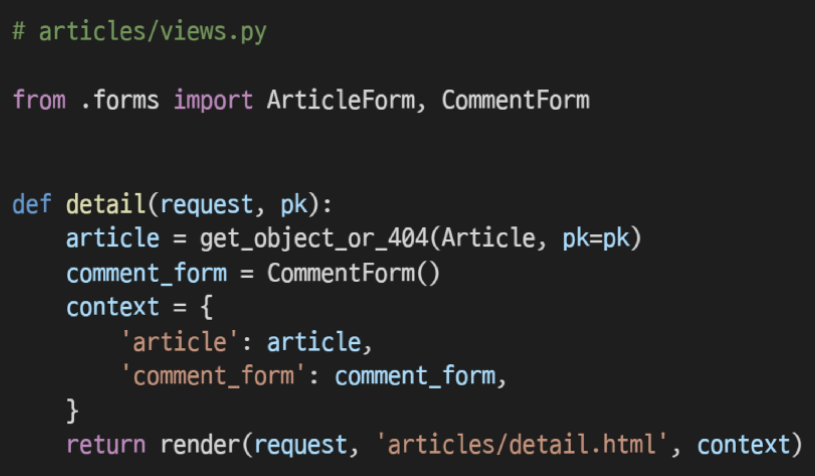 # articles/views.py
from .forms import ArticleForm, CommentForm
def detail(request, pk):
    article = get_object_or_404(Article, pk=pk)
    comment_form = CommentForm()
    context = {
        'article': article,
        'comment_form': comment_form,
    }
    return render(request, 'articles/detail.html', context)